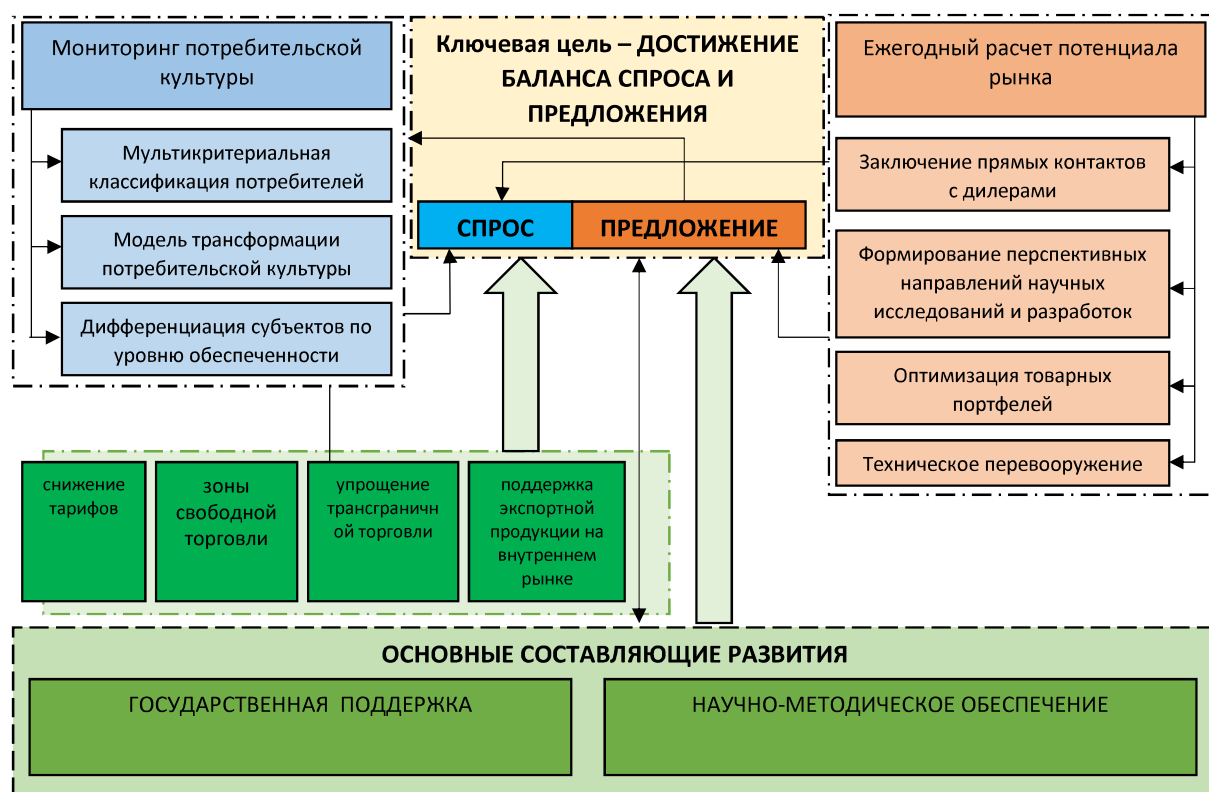 Мониторинг потребительской
культуры
Мультикритериальная
классификация потребителей
Модель трансформации
потребительской культуры
Дифференциация субъектов по
уровню обеспеченности
Ключевая цель – ДОСТИЖЕНИЕ
БАЛАНСА СПРОСА И
ПРЕДЛОЖЕНИЯ
СПРОС
ПРЕДЛОЖЕНИЕ
Ежегодный расчет потенциала
рынка
Заключение прямых контактов
с дилерами
Формирование перспективных
направлений научных
исследований и разработок
Оптимизация товарных
портфелей
Техническое перевооружение
снижение
тарифов
зоны
свободной
торговли
упрощение
трансграничн
ой торговли
поддержка
экспортной
продукции на
внутреннем
рынке
ОСНОВНЫЕ СОСТАВЛЯЮЩИЕ РАЗВИТИЯ
ГОСУДАРСТВЕННАЯ ПОДДЕРЖКА
НАУЧНО-МЕТОДИЧЕСКОЕ ОБЕСПЕЧЕНИЕ